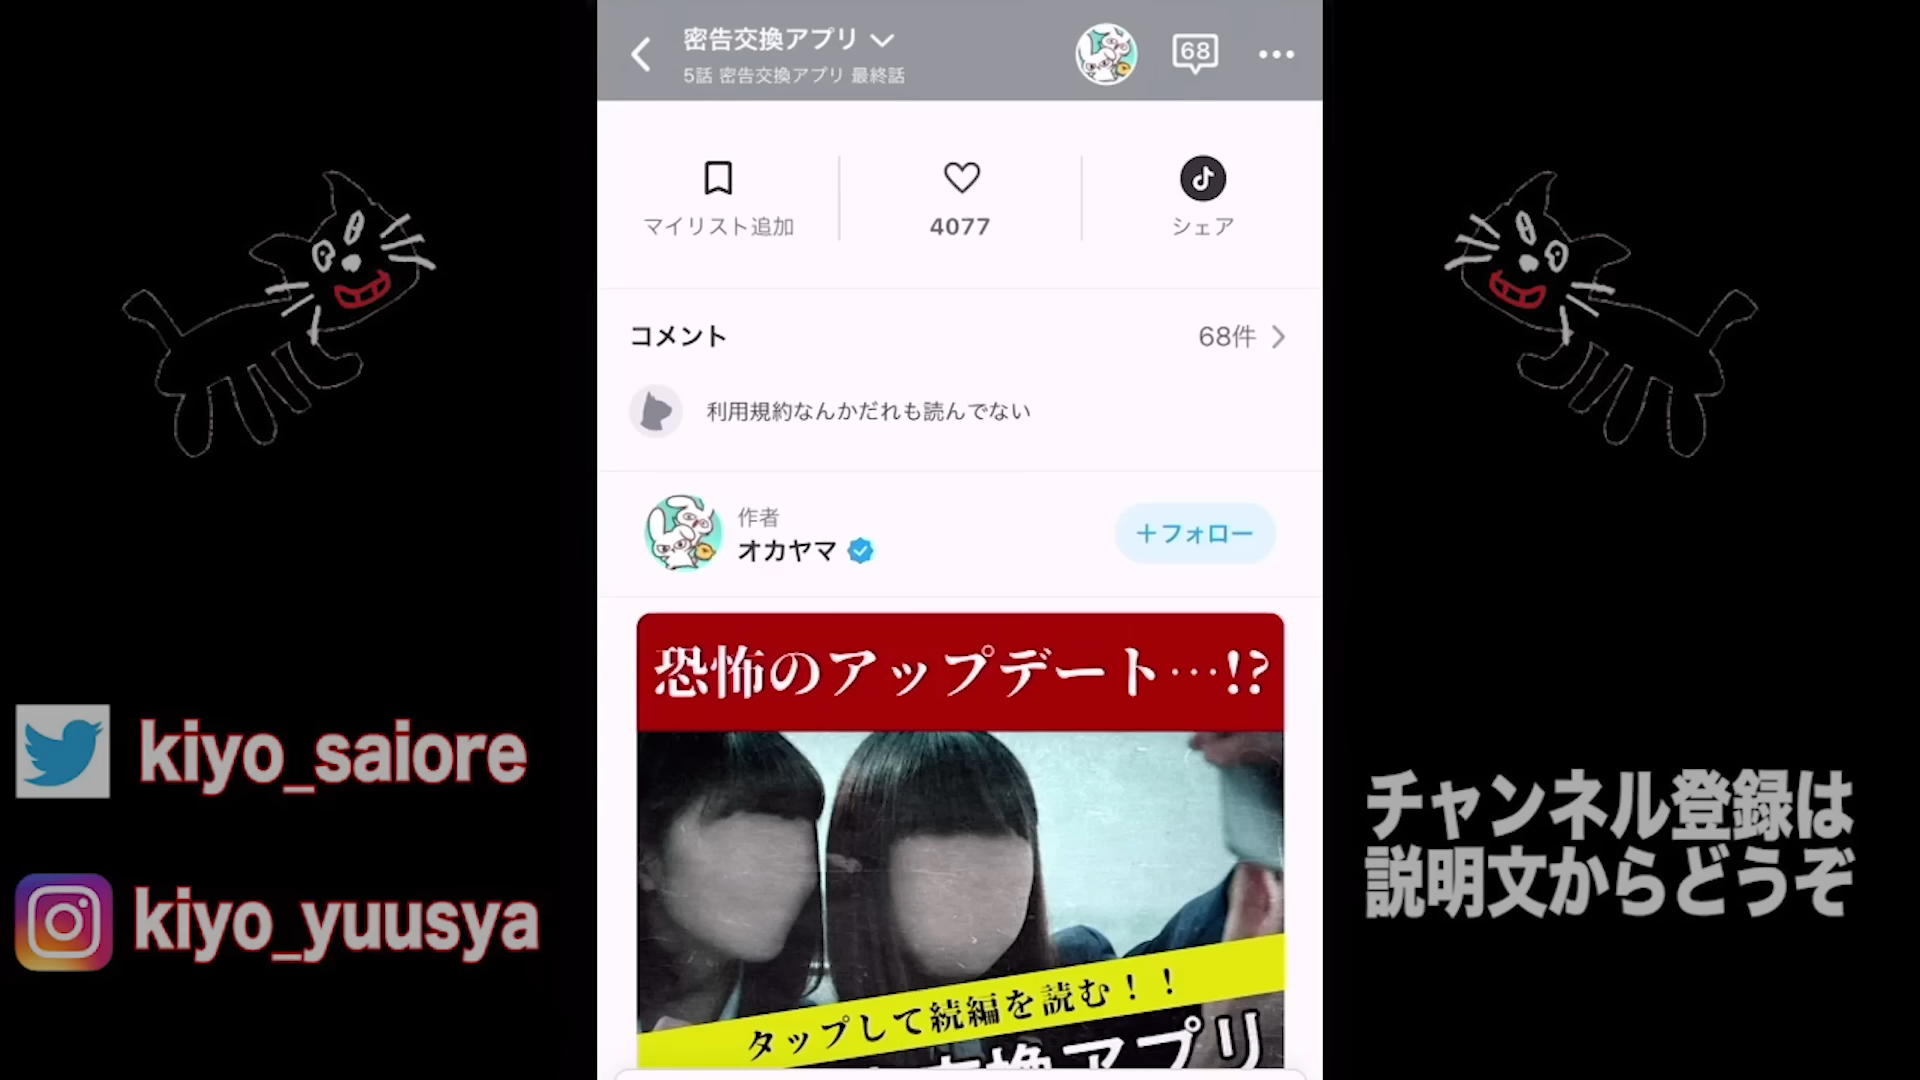 密告交換アプリ
5話 密告交換アプリ 最終話
68
マイリスト追加
4077
シェア
コメント
68件
利用規約なんかだれも読んでない
作者
オカヤマ
+フォロー
恐怖のアップデート…!?
タップして続編を読む！！
交換アプリ
kiyo_saiore
kiyo_yuusya
チャンネル登録は
説明文からどうぞ